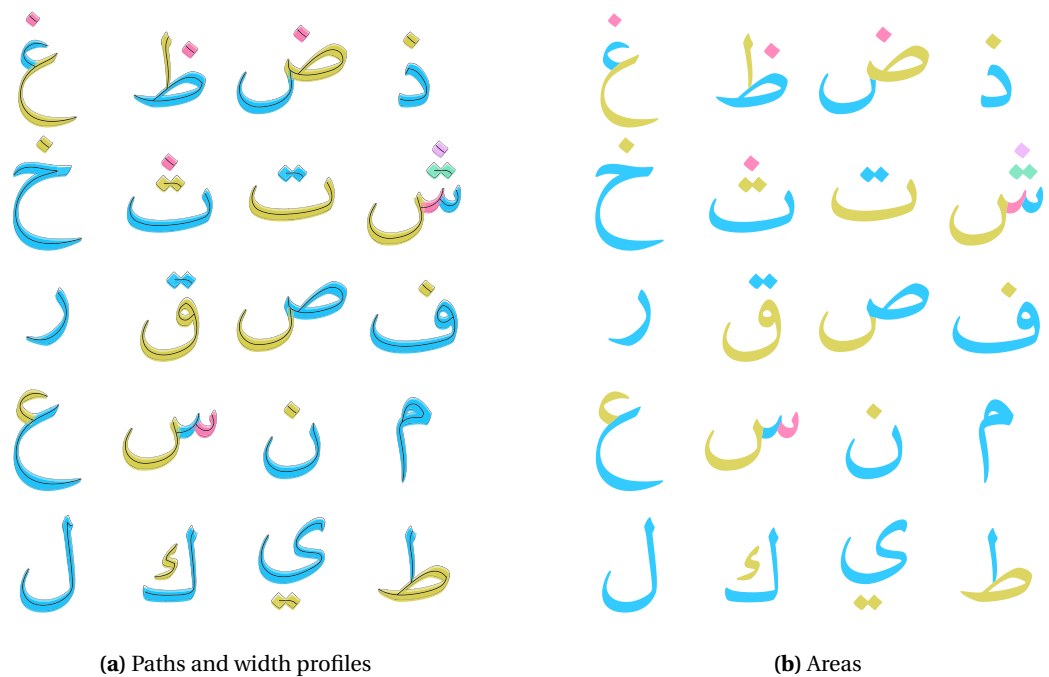 ذ ض ظ غ
ش ت ث خ
ف ص ق ر
م ن س ع
ط ي ك ل
(a) Paths and width profiles
ذ ض ظ غ
ش ت ث خ
ف ص ق ر
م ن س ع
ط ي ك ل
(b) Areas